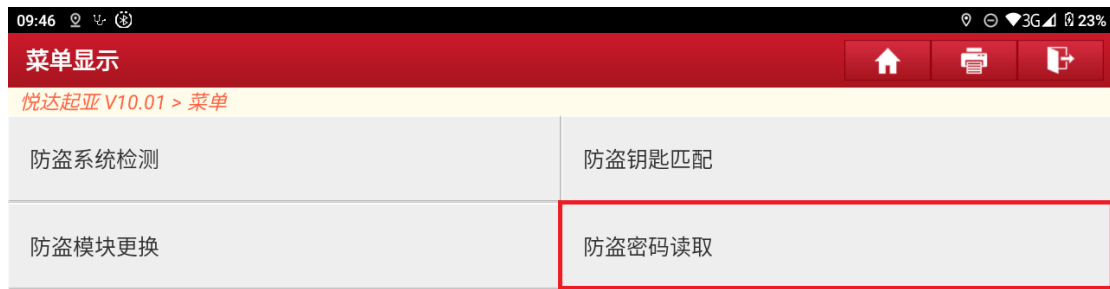 09:46 3G 23%
菜单显示
悦达起亚 V10.01 > 菜单
防盗系统检测 防盗钥匙匹配
防盗模块更换 防盗密码读取